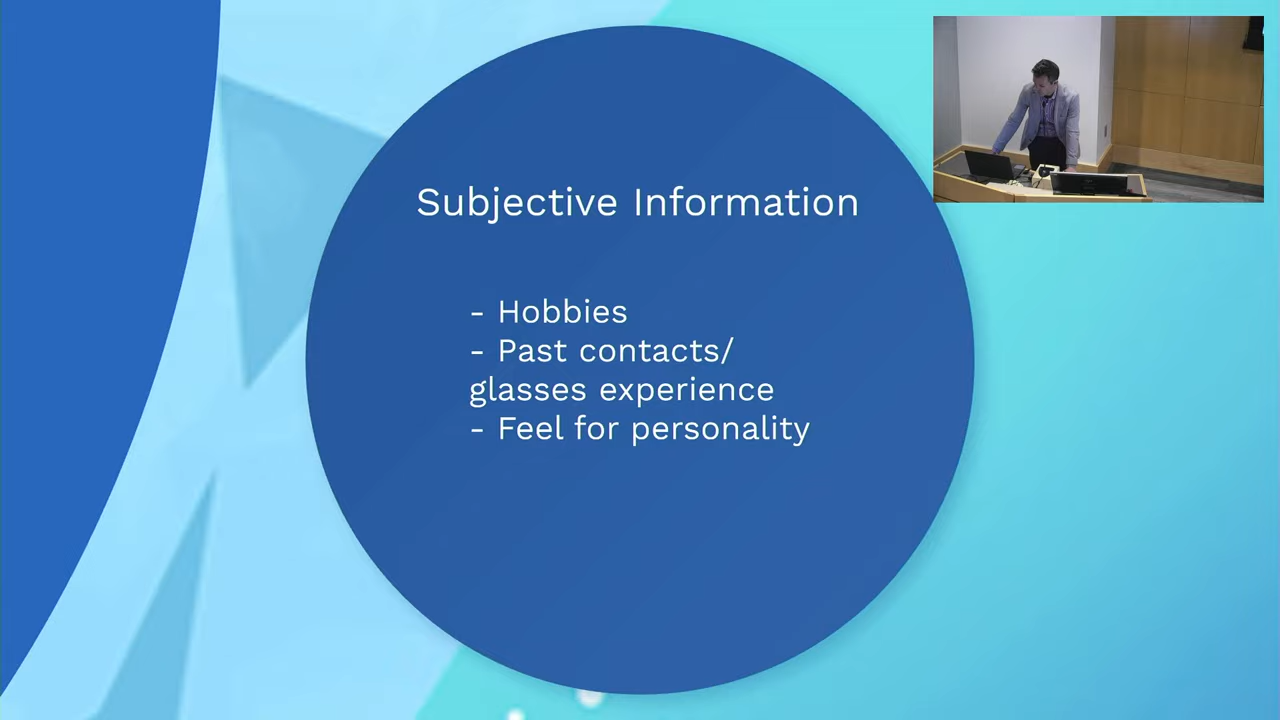 Subjective Information
- Hobbies
- Past contacts/
glasses experience
- Feel for personality